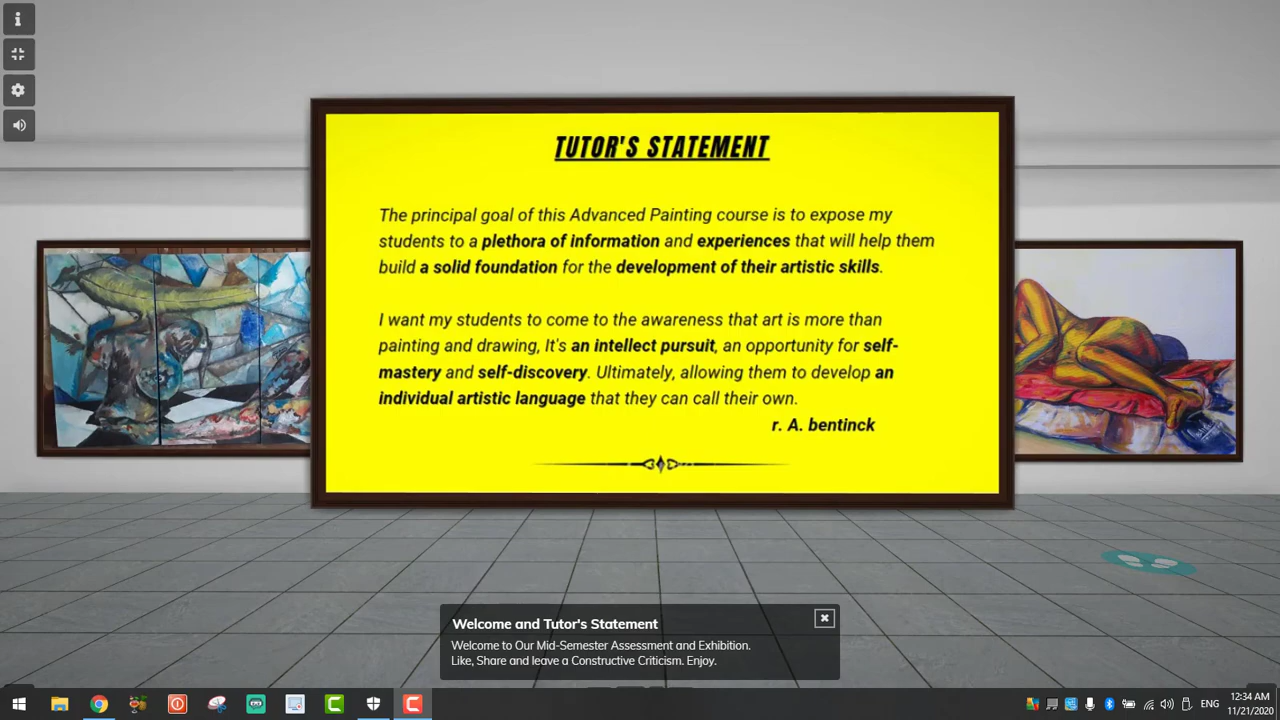 TUTOR'S STATEMENT
The principal goal of this Advanced Painting course is to expose my
students to a plethora of information and experiences that will help them
build a solid foundation for the development of their artistic skills.
I want my students to come to the awareness that art is more than
painting and drawing, It's an intellect pursuit, an opportunity for self-
mastery and self-discovery. Ultimately, allowing them to develop an
individual artistic language that they can call their own.
r. A. bentinck
Welcome and Tutor's Statement
Welcome to Our Mid-Semester Assessment and Exhibition.
Like, Share and leave a Constructive Criticism. Enjoy.
ENG
12:34 AM
11/21/2020